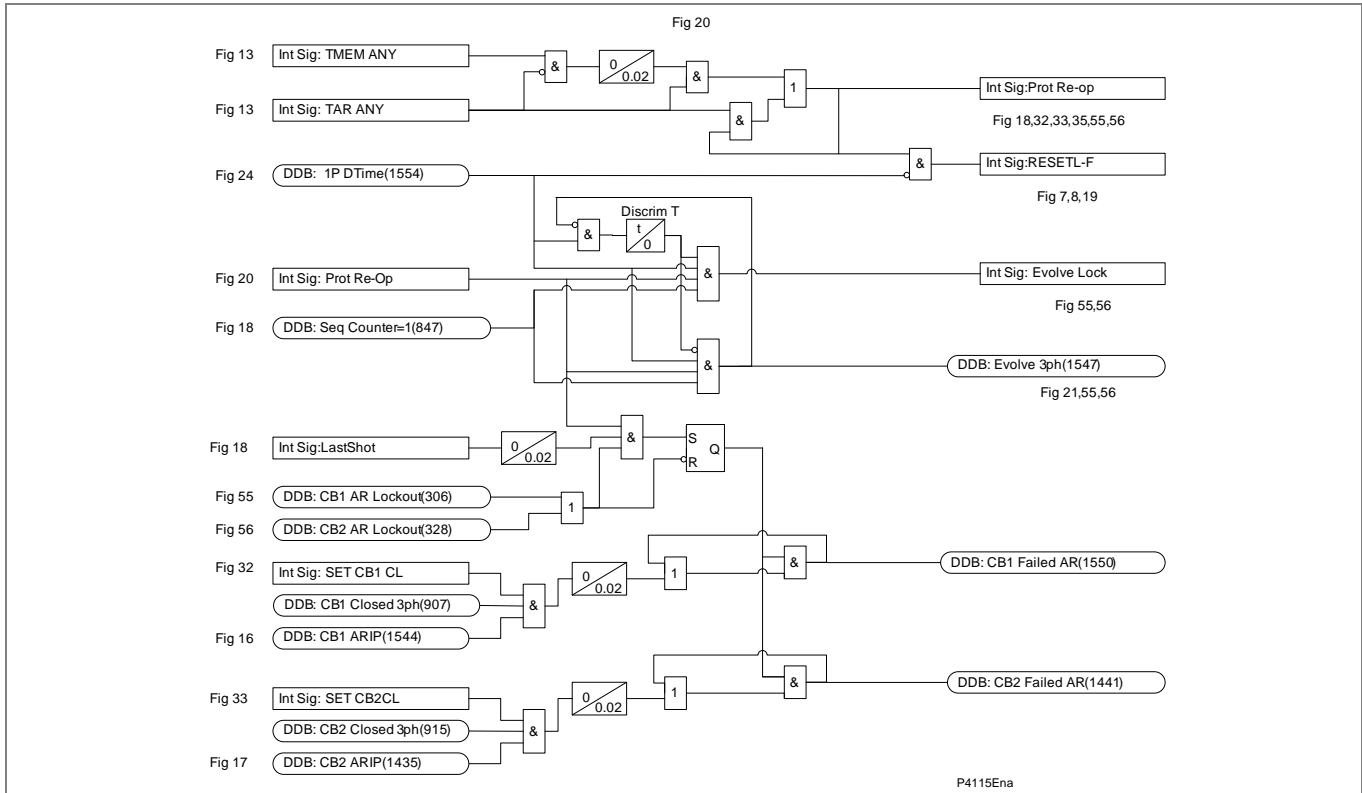 Fig 20
Fig 13
Int Sig: TMEM ANY
&
0
0.02
&
1
Int Sig:Prot Re-op
Fig 13
Int Sig: TAR ANY
&
Fig 18,32,33,35,55,56
&
Int Sig:RESETL-F
Fig 24
DDB: 1P DTime(1554)
Fig 7,8,19
Discrim T
&
t
0
&
Fig 20
Int Sig: Prot Re-Op
Int Sig: Evolve Lock
Fig 55,56
Fig 18
DDB: Seq Counter=1(847)
&
DDB: Evolve 3ph(1547)
Fig 21,55,56
Fig 18
Int Sig:LastShot
0
0.02
&
S
Q
R
Fig 55
DDB: CB1 AR Lockout(306)
1
Fig 56
DDB: CB2 AR Lockout(328)
Fig 32
Int Sig: SET CB1 CL
0
0.02
1
&
DDB: CB1 Failed AR(1550)
DDB: CB1 Closed 3ph(907)
&
Fig 16
DDB: CB1 ARIP(1544)
Fig 33
Int Sig: SET CB2CL
0
0.02
1
&
DDB: CB2 Failed AR(1441)
DDB: CB2 Closed 3ph(915)
&
Fig 17
DDB: CB2 ARIP(1435)
P4115Ena